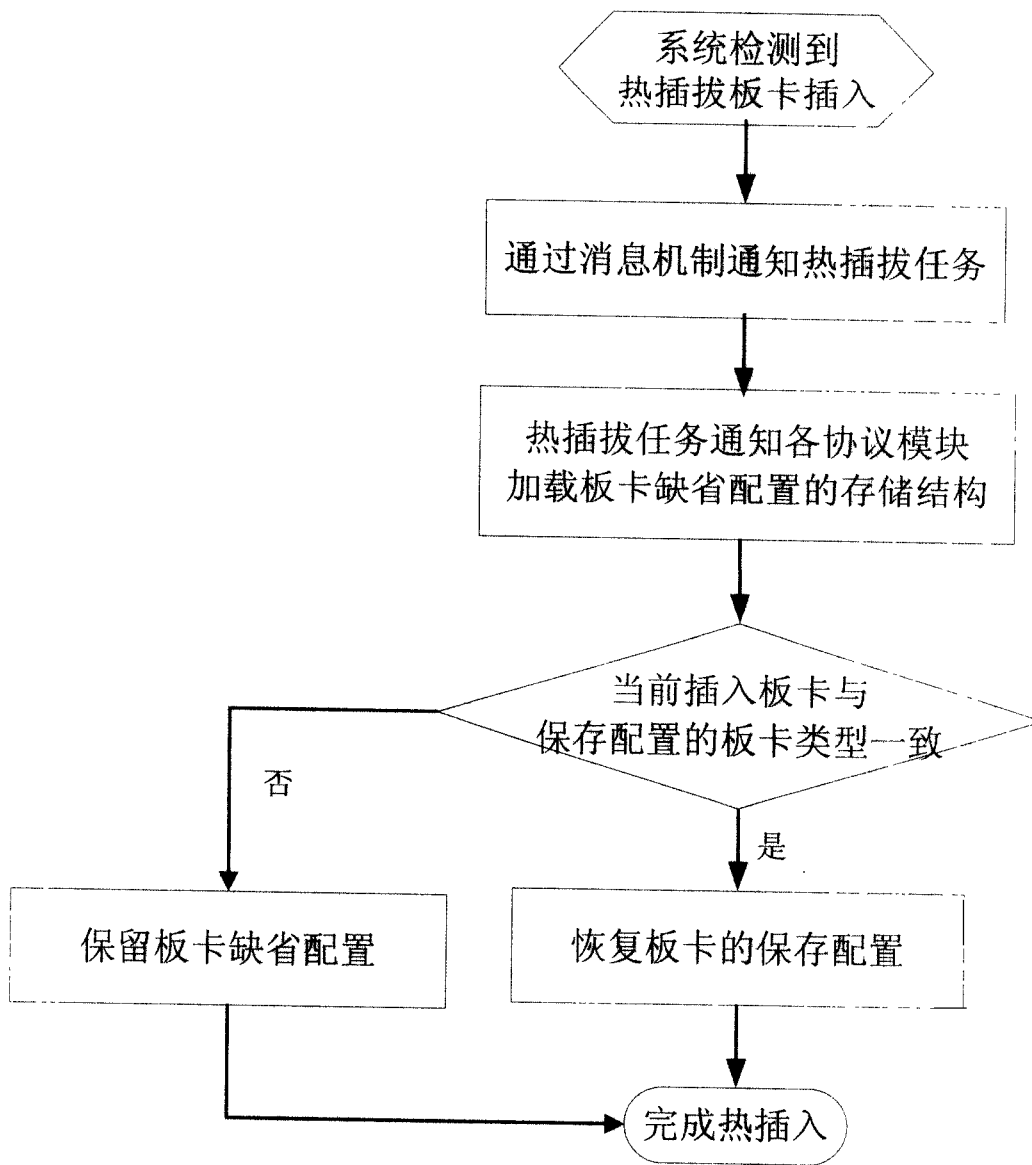 系统检测到
热插拔板卡插入
通过消息机制通知热插拔任务
热插拔任务通知各协议模块
加载板卡缺省配置的存储结构
当前插入板卡与
保存配置的板卡类型一致
否
是
保留板卡缺省配置
恢复板卡的保存配置
完成热插入